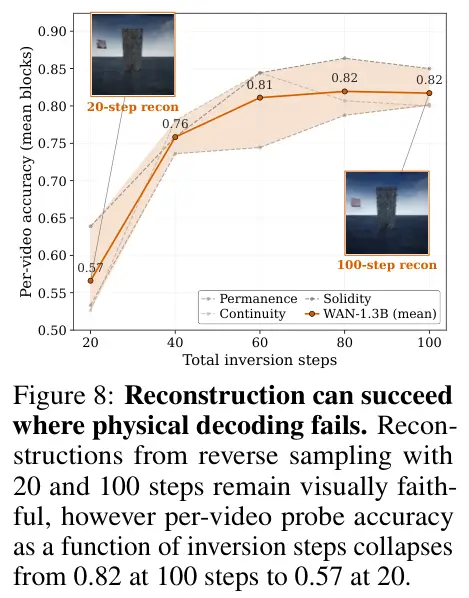 Per-video accuracy (mean blocks)
0.90
0.85
0.80
0.75
0.70
0.65
0.60
0.55
0.50
20-step recon
0.57
0.76
0.81
0.82
0.82
100-step recon
Permanence
Continuity
Solidity
WAN-1.3B (mean)
20
40
60
80
100
Total inversion steps
Figure 8: Reconstruction can succeed
where physical decoding fails. Recon-
structions from reverse sampling with
20 and 100 steps remain visually faith-
ful, however per-video probe accuracy
as a function of inversion steps collapses
from 0.82 at 100 steps to 0.57 at 20.